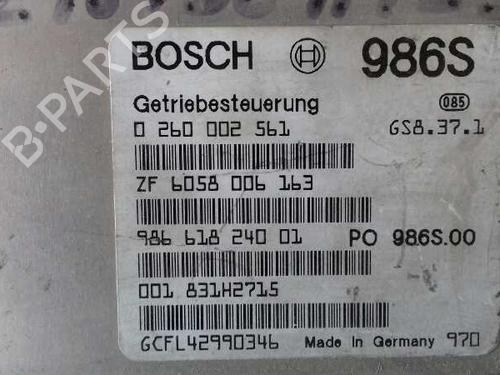 B-PARTS
BOSCH 986S
Getriebesteuerung 085
0 260 002 561 GS8.37.1
ZF 6058 006 163
986 618 240 01 PO 986S.00
001 831H2715
GCFL42990346 Made In Germany 970